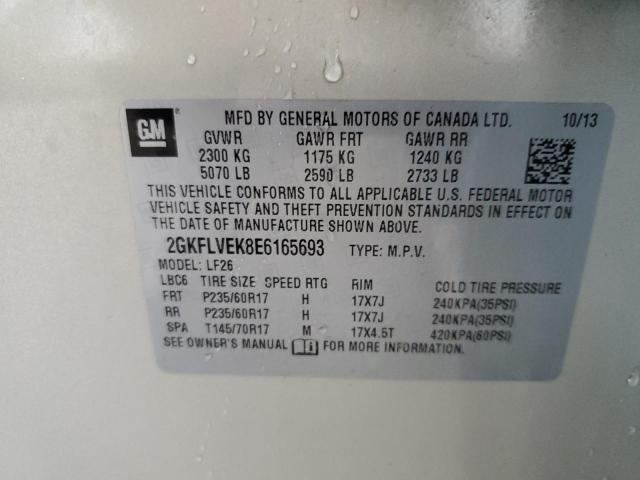 GM
MFD BY GENERAL MOTORS OF CANADA LTD. 10/13
GVWR GAWR FRT GAWR RR
2300 KG 1175 KG 1240 KG
5070 LB 2590 LB 2733 LB
THIS VEHICLE CONFORMS TO ALL APPLICABLE U.S. FEDERAL MOTOR
VEHICLE SAFETY AND THEFT PREVENTION STANDARDS IN EFFECT ON
THE DATE OF MANUFACTURE SHOWN ABOVE.
2GKFLVEK8E6165693 TYPE: M.P.V.
MODEL: LF26
LBC6 TIRE SIZE SPEED RTG RIM COLD TIRE PRESSURE
FRT P235/60R17 H 17X7J 240KPA(35PSI)
RR P235/60R17 H 17X7J 240KPA(35PSI)
SPA T145/70R17 M 17X4.5T 420KPA(60PSI)
SEE OWNER'S MANUAL FOR MORE INFORMATION.